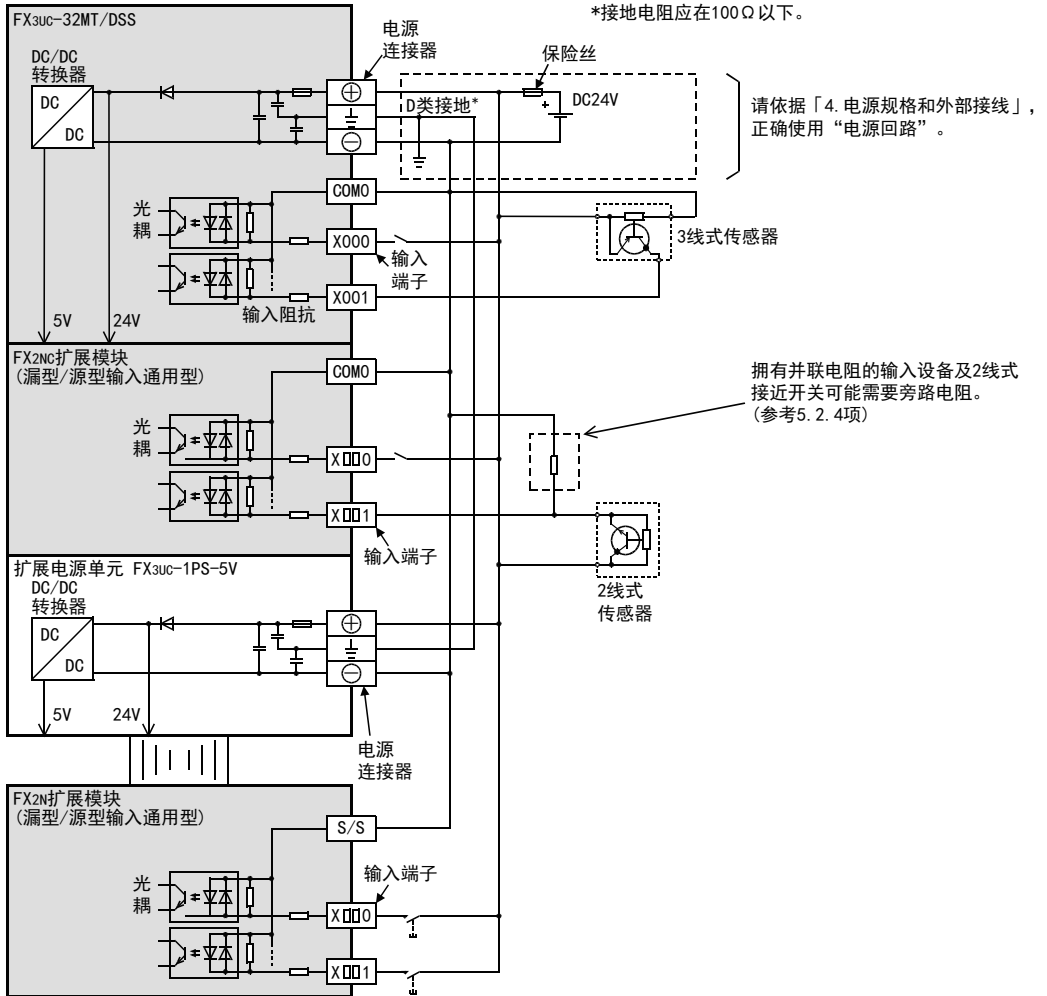 FX3UC-32MT/DSS
*接地电阻应在100Ω以下。
电源
连接器
保险丝
DC/DC
转换器
DC
DC
D类接地*
+
DC24V
请依据「4.电源规格和外部接线」,
正确使用“电源回路”。
COM0
光
耦
X000
输入
端子
3线式传感器
X001
输入阻抗
5V
24V
FX2NC扩展模块
(漏型/源型输入通用型)
COM0
拥有并联电阻的输入设备及2线式
接近开关可能需要旁路电阻。
(参考5.2.4项)
光
耦
X□□0
X□□1
输入端子
2线式
传感器
扩展电源单元 FX3UC-1PS-5V
DC/DC
转换器
DC
DC
5V
24V
电源
连接器
FX2N扩展模块
(漏型/源型输入通用型)
S/S
输入端子
光
耦
X□□0
X□□1